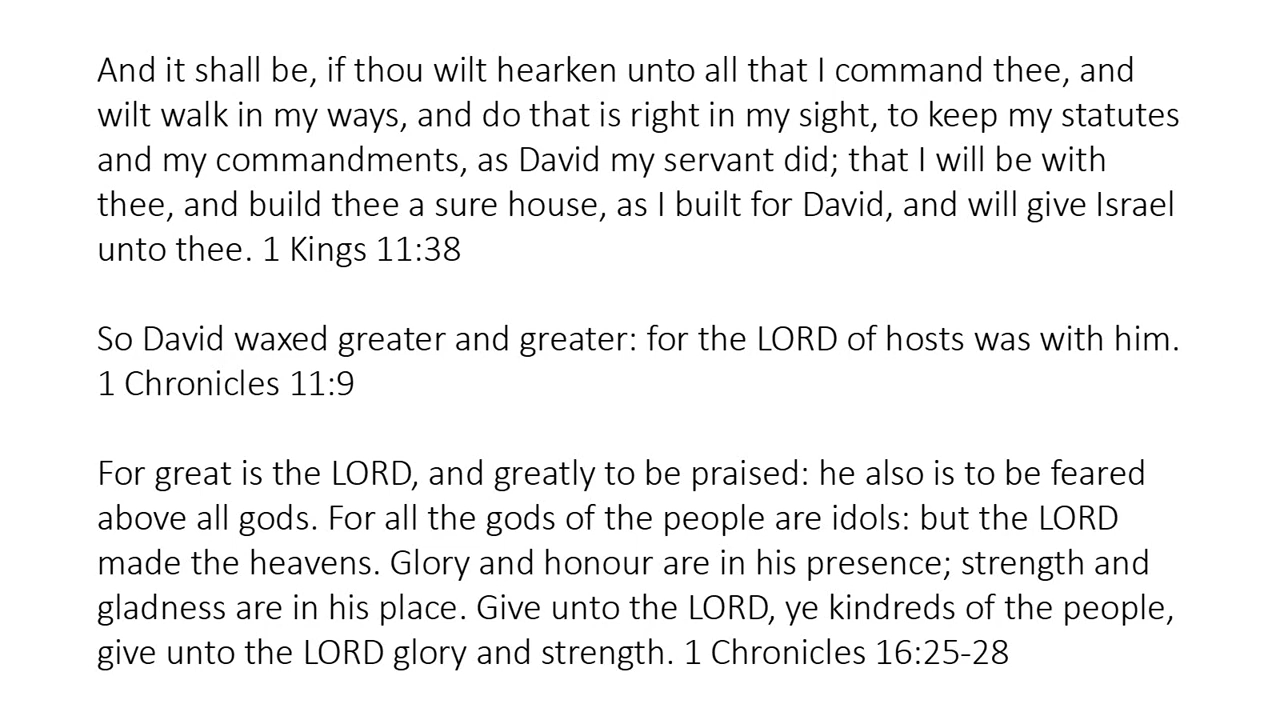 And it shall be, if thou wilt hearken unto all that I command thee, and
wilt walk in my ways, and do that is right in my sight, to keep my statutes
and my commandments, as David my servant did; that I will be with
thee, and build thee a sure house, as I built for David, and will give Israel
unto thee. 1 Kings 11:38
So David waxed greater and greater: for the LORD of hosts was with him.
1 Chronicles 11:9
For great is the LORD, and greatly to be praised: he also is to be feared
above all gods. For all the gods of the people are idols: but the LORD
made the heavens. Glory and honour are in his presence; strength and
gladness are in his place. Give unto the LORD, ye kindreds of the people,
give unto the LORD glory and strength. 1 Chronicles 16:25-28